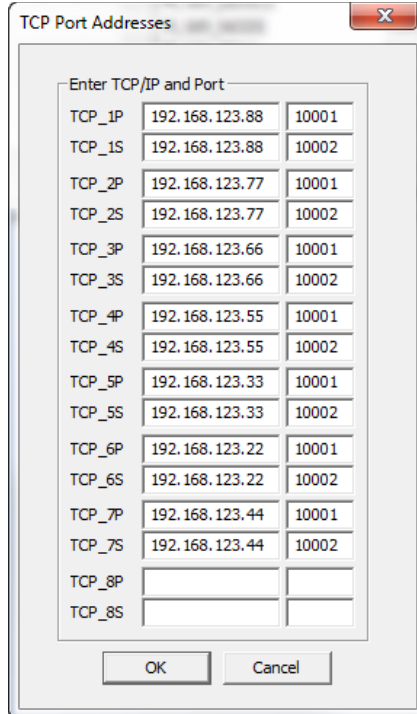 TCP Port Addresses
Enter TCP/IP and Port
TCP_1P 192.168.123.88 10001
TCP_1S 192.168.123.88 10002
TCP_2P 192.168.123.77 10001
TCP_2S 192.168.123.77 10002
TCP_3P 192.168.123.66 10001
TCP_3S 192.168.123.66 10002
TCP_4P 192.168.123.55 10001
TCP_4S 192.168.123.55 10002
TCP_5P 192.168.123.33 10001
TCP_5S 192.168.123.33 10002
TCP_6P 192.168.123.22 10001
TCP_6S 192.168.123.22 10002
TCP_7P 192.168.123.44 10001
TCP_7S 192.168.123.44 10002
TCP_8P
TCP_8S
OK Cancel